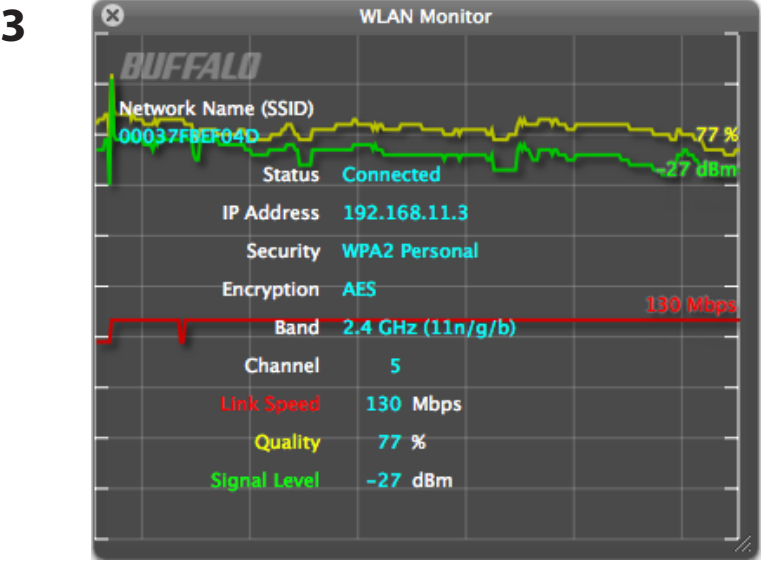 3
WLAN Monitor
BUFFALO
Network Name (SSID)
00037FBEF04D
77 %
Status Connected
-27 dBm
IP Address 192.168.11.3
Security WPA2 Personal
Encryption AES
130 Mbps
Band 2.4 GHz (11n/g/b)
Channel 5
Link Speed 130 Mbps
Quality 77 %
Signal Level -27 dBm